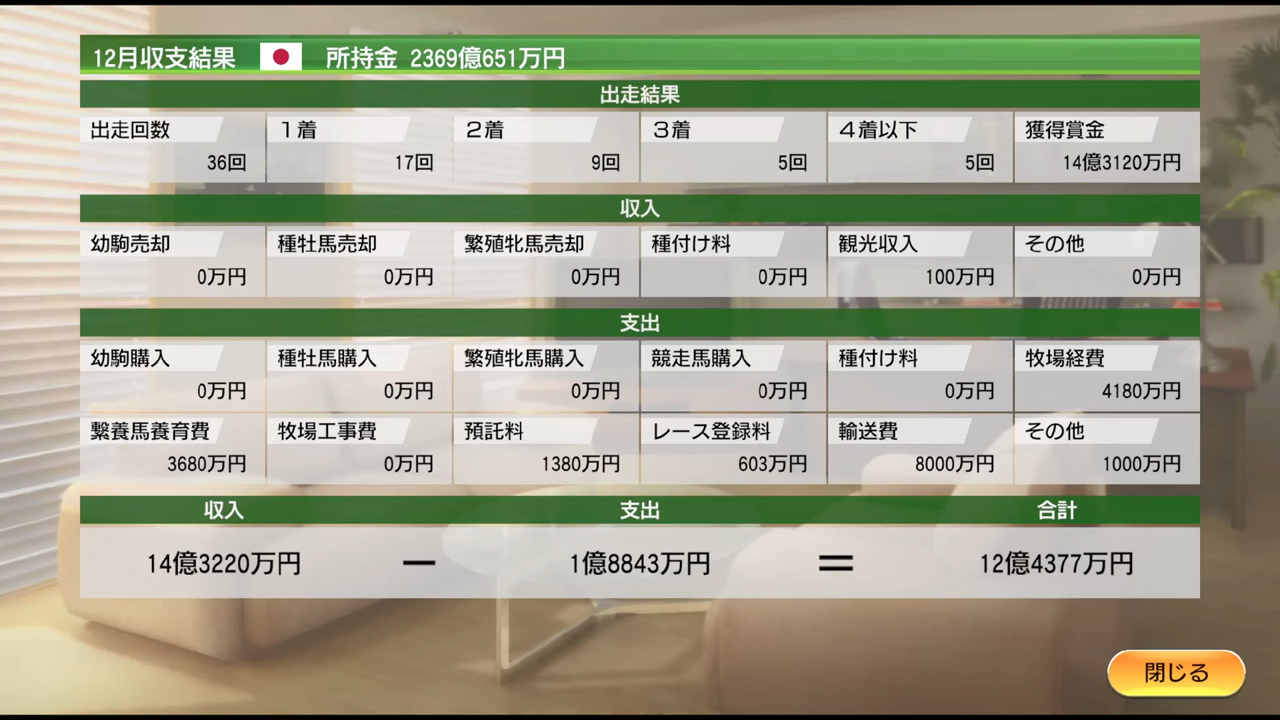 12月収支結果 所持金 2369億651万円
出走結果
出走回数 1着 2着 3着 4着以下 獲得賞金
36回 17回 9回 5回 5回 14億3120万円
収入
幼駒売却 種牡馬売却 繁殖牝馬売却 種付け料 観光収入 その他
0万円 0万円 0万円 0万円 100万円 0万円
支出
幼駒購入 種牡馬購入 繁殖牝馬購入 競走馬購入 種付け料 牧場経費
0万円 0万円 0万円 0万円 0万円 4180万円
繋養馬養育費 牧場工事費 預託料 レース登録料 輸送費 その他
3680万円 0万円 1380万円 603万円 8000万円 1000万円
収入 支出 合計
14億3220万円 ー 1億8843万円 = 12億4377万円
閉じる